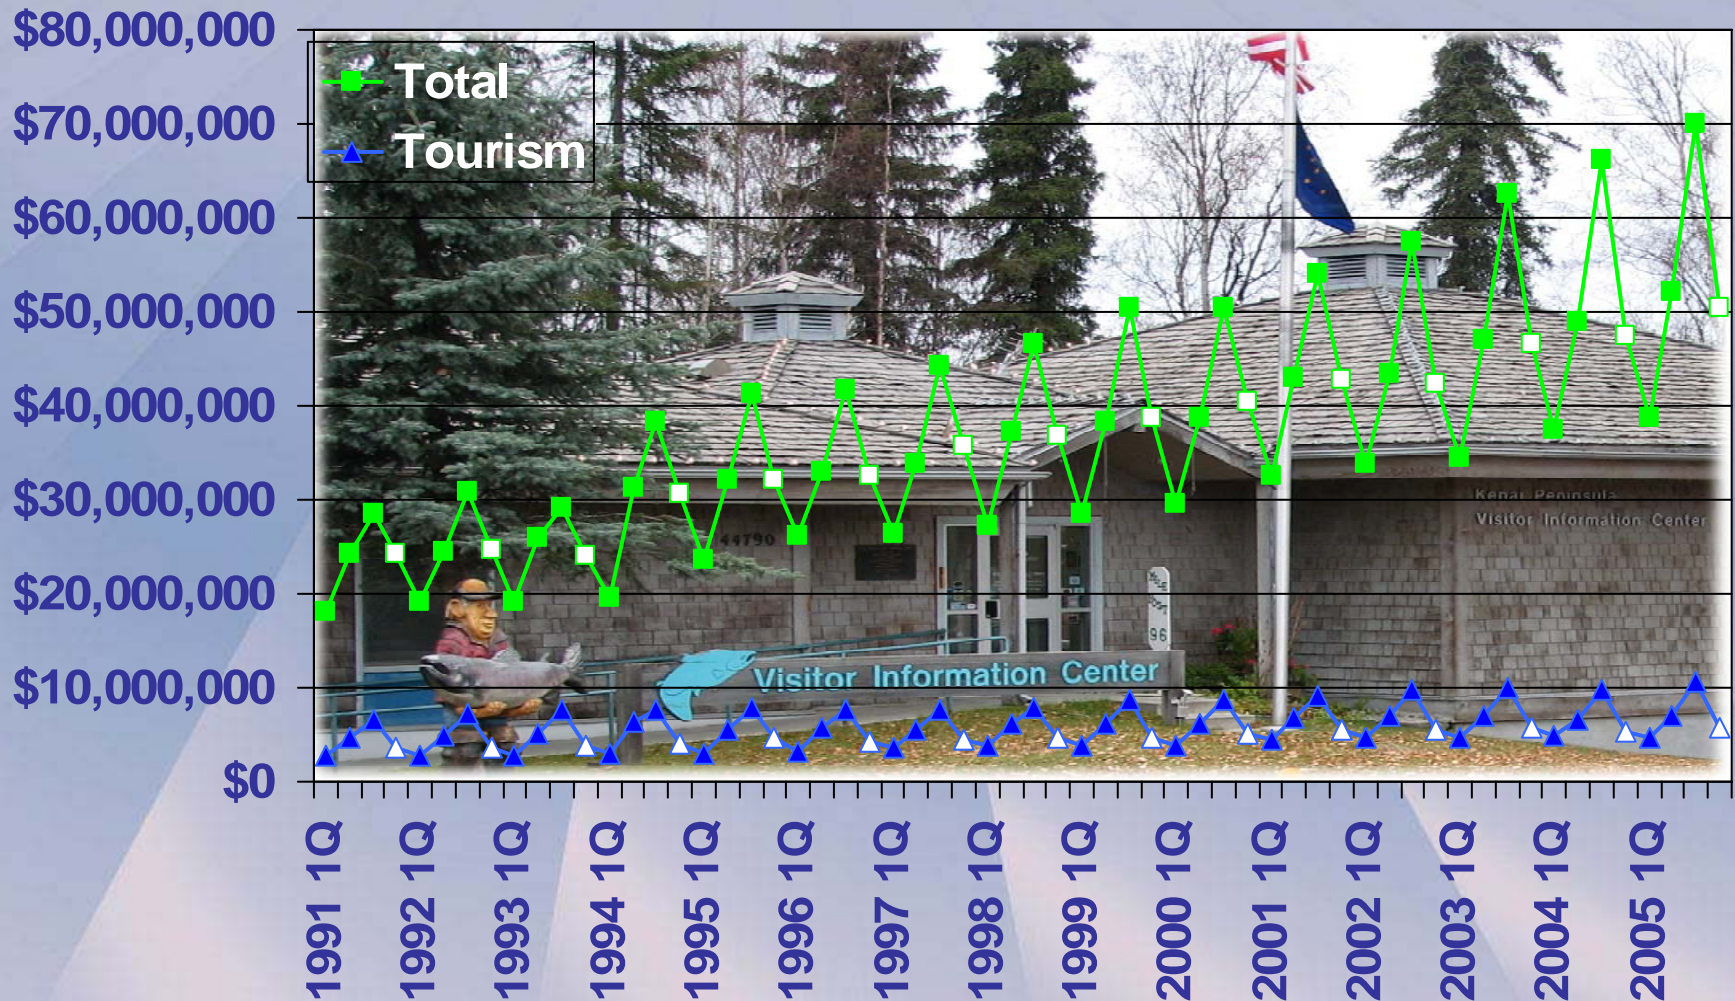 $80,000,000
$70,000,000
$60,000,000
$50,000,000
$40,000,000
$30,000,000
$20,000,000
$10,000,000
$0
Total
Tourism
Kenai Peninsula
Visitor Information Center
44790
MILE
POST
96
Visitor Information Center
1991 1Q
1992 1Q
1993 1Q
1994 1Q
1995 1Q
1996 1Q
1997 1Q
1998 1Q
1999 1Q
2000 1Q
2001 1Q
2002 1Q
2003 1Q
2004 1Q
2005 1Q